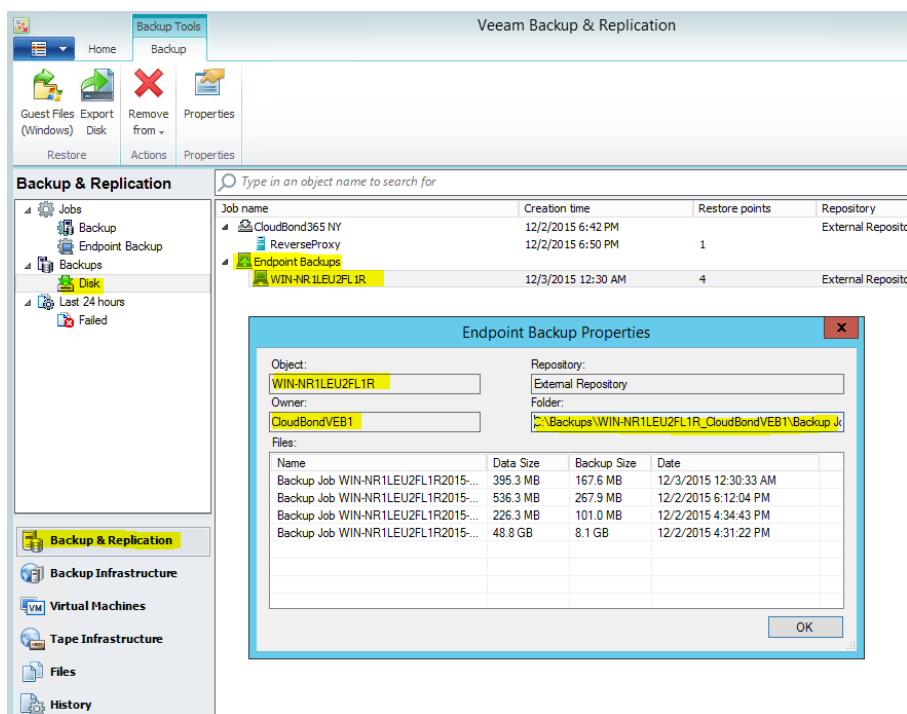 Backup Tools
Veeam Backup & Replication
Home
Backup
Guest Files (Windows)
Export Disk
Remove from
Properties
Restore
Actions
Properties
Backup & Replication
Type in an object name to search for
Jobs
Backup
Endpoint Backup
Backups
Disk
Last 24 hours
Failed
Job name Creation time Restore points Repository
CloudBond365 NY 12/2/2015 6:42 PM External Reposito
ReverseProxy 12/2/2015 6:50 PM 1
Endpoint Backups
WIN-NR1LEU2FL1R 12/3/2015 12:30 AM 4 External Reposito
Endpoint Backup Properties
x
Object:
WIN-NR1LEU2FL1R
Repository:
External Repository
Owner:
CloudBondVEB1
Folder:
C:\Backups\WIN-NR1LEU2FL1R_CloudBondVEB1\Backup Jo
Files:
Name Data Size Backup Size Date
Backup Job WIN-NR1LEU2FL1R2015-... 395.3 MB 167.6 MB 12/3/2015 12:30:33 AM
Backup Job WIN-NR1LEU2FL1R2015-... 536.3 MB 267.9 MB 12/2/2015 6:12:04 PM
Backup Job WIN-NR1LEU2FL1R2015-... 226.3 MB 101.0 MB 12/2/2015 4:34:43 PM
Backup Job WIN-NR1LEU2FL1R2015-... 48.8 GB 8.1 GB 12/2/2015 4:31:22 PM
OK
Backup & Replication
Backup Infrastructure
VM Virtual Machines
Tape Infrastructure
Files
History